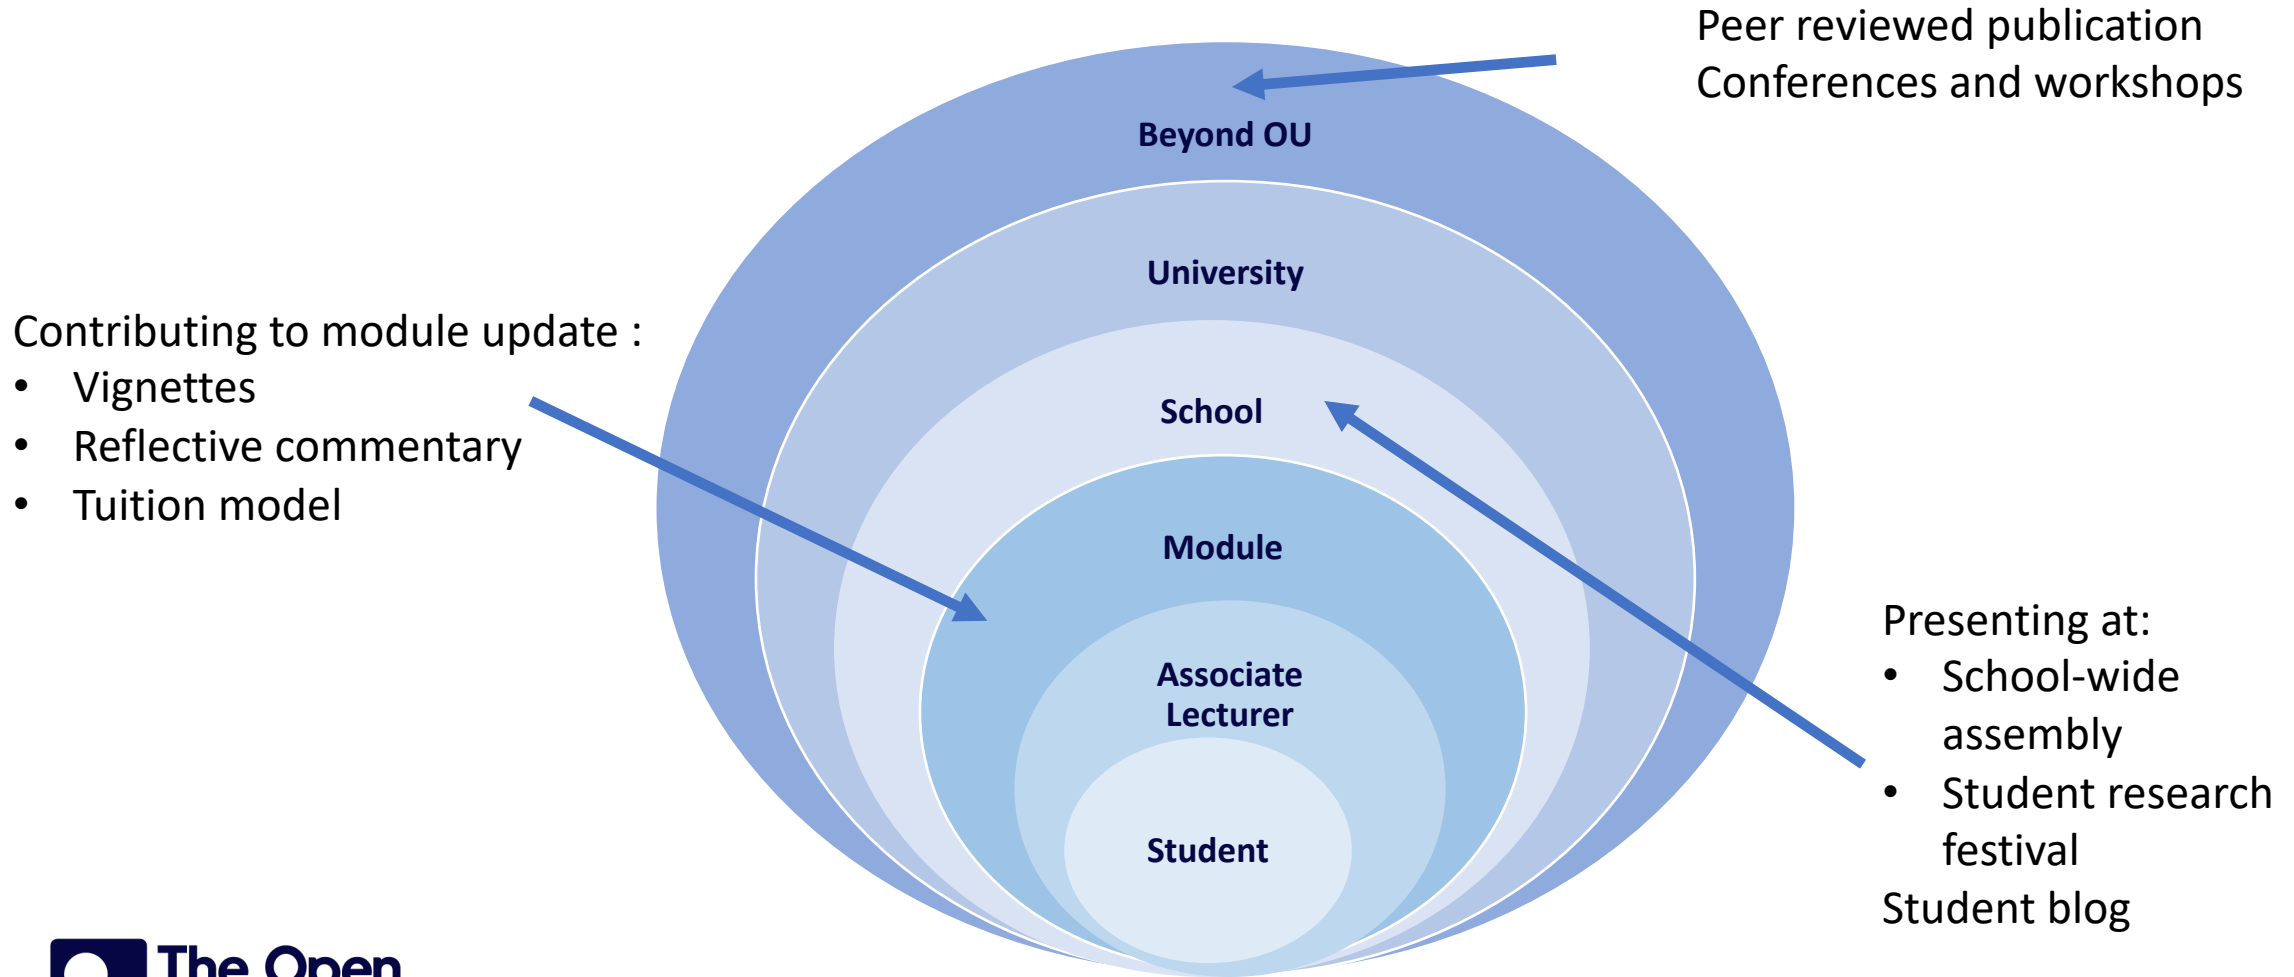 Peer reviewed publication
Conferences and workshops
Beyond OU
University
School
Module
Associate
Lecturer
Student
Contributing to module update :
• Vignettes
• Reflective commentary
• Tuition model
Presenting at:
• School-wide
assembly
• Student research
festival
Student blog
The Open